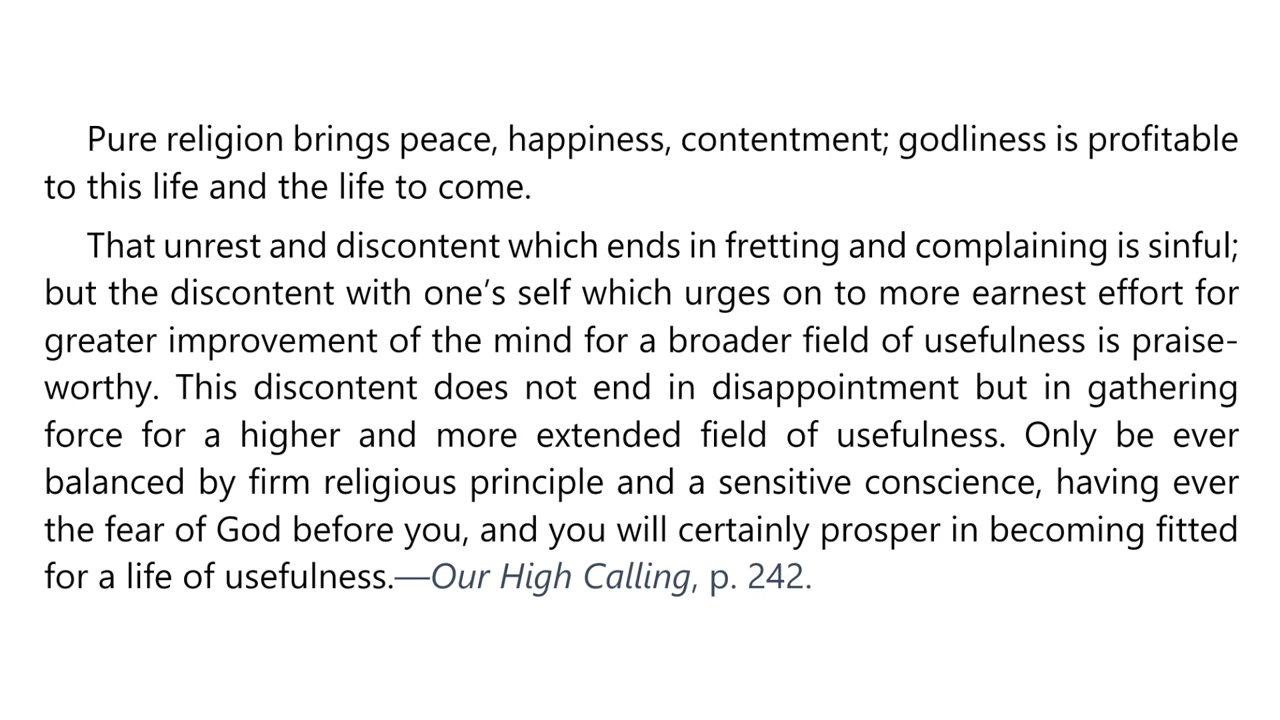 Pure religion brings peace, happiness, contentment; godliness is profitable
to this life and the life to come.
That unrest and discontent which ends in fretting and complaining is sinful;
but the discontent with one’s self which urges on to more earnest effort for
greater improvement of the mind for a broader field of usefulness is praise-
worthy. This discontent does not end in disappointment but in gathering
force for a higher and more extended field of usefulness. Only be ever
balanced by firm religious principle and a sensitive conscience, having ever
the fear of God before you, and you will certainly prosper in becoming fitted
for a life of usefulness.—Our High Calling, p. 242.